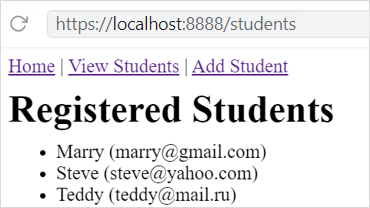 https://localhost:8888/students
Home | View Students | Add Student
Registered Students
• Marry (marry@gmail.com)
• Steve (steve@yahoo.com)
• Teddy (teddy@mail.ru)